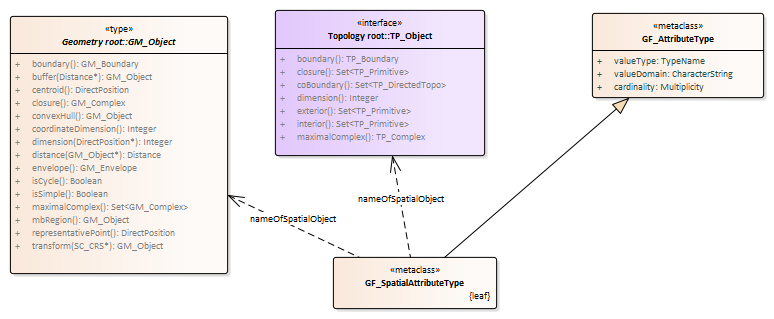 «type»
Geometry root::GM_Object
+ boundary(): GM_Boundary
+ buffer(Distance*): GM_Object
+ centroid(): DirectPosition
+ closure(): GM_Complex
+ convexHull(): GM_Object
+ coordinateDimension(): Integer
+ dimension(DirectPosition*): Integer
+ distance(GM_Object*): Distance
+ envelope(): GM_Envelope
+ isCycle(): Boolean
+ isSimple(): Boolean
+ maximalComplex(): Set<GM_Complex>
+ mbRegion(): GM_Object
+ representativePoint(): DirectPosition
+ transform(SC_CRS*): GM_Object
«interface»
Topology root::TP_Object
+ boundary(): TP_Boundary
+ closure(): Set<TP_Primitive>
+ coBoundary(): Set<TP_DirectedTopo>
+ dimension(): Integer
+ exterior(): Set<TP_Primitive>
+ interior(): Set<TP_Primitive>
+ maximalComplex(): TP_Complex
«metaclass»
GF_AttributeType
+ valueType: TypeName
+ valueDomain: CharacterString
+ cardinality: Multiplicity
nameOfSpatialObject
nameOfSpatialObject
«metaclass»
GF_SpatialAttributeType
{leaf}